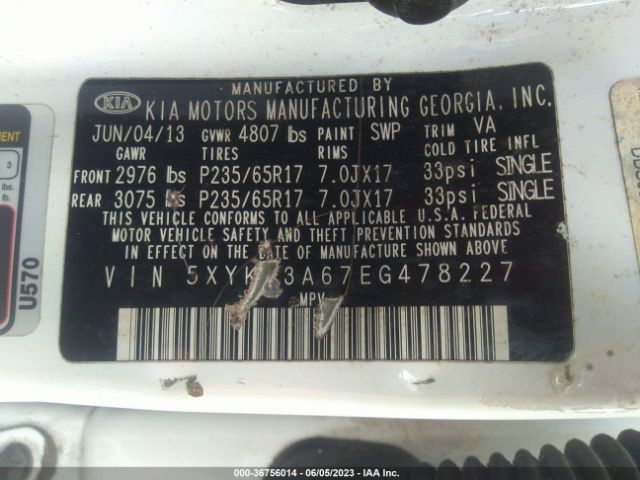 MANUFACTURED BY
KIA KIA MOTORS MANUFACTURING GEORGIA, INC.
JUN/04/13 GVWR 4807 lbs PAINT SWP TRIM VA
GAWR TIRES RIMS COLD TIRE INFL
FRONT 2976 lbs P235/65R17 7.0JX17 33psi SINGLE
REAR 3075 lbs P235/65R17 7.0JX17 33psi SINGLE
THIS VEHICLE CONFORMS TO ALL APPLICABLE U.S.A. FEDERAL
MOTOR VEHICLE SAFETY AND THEFT PREVENTION STANDARDS
IN EFFECT ON THE DATE OF MANUFACTURE SHOWN ABOVE
VIN 5XYK 3A67EG478227
MPV
3
lbs.
lb.
U570
000-36756014 - 06/05/2023 - IAA Inc.